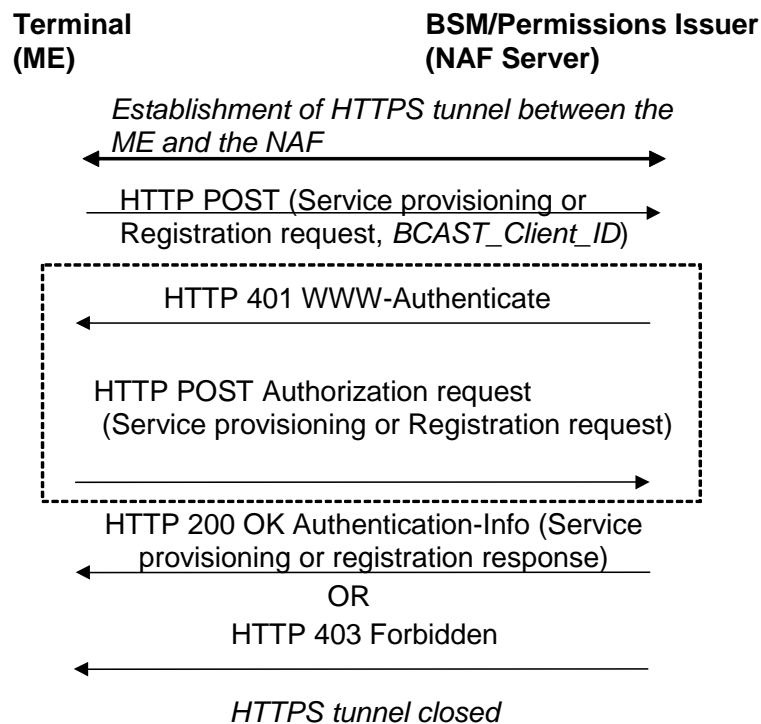 Terminal
(ME)
BSM/Permissions Issuer
(NAF Server)
Establishment of HTTPS tunnel between the
ME and the NAF
HTTP POST (Service provisioning or
Registration request, BCAST_Client_ID)
HTTP 401 WWW-Authenticate
HTTP POST Authorization request
(Service provisioning or Registration request)
HTTP 200 OK Authentication-Info (Service
provisioning or registration response)
OR
HTTP 403 Forbidden
HTTPS tunnel closed